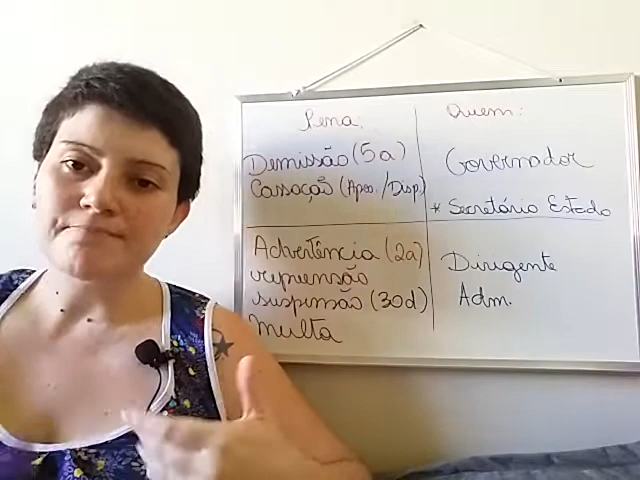 Pena:
Quem:
Demissão (5a)
Cassação (Apos./Disp)
Governador
* Secretário Estado
Advertência (2a)
repreensão
suspensão (30d)
Multa
Dirigente
Adm.